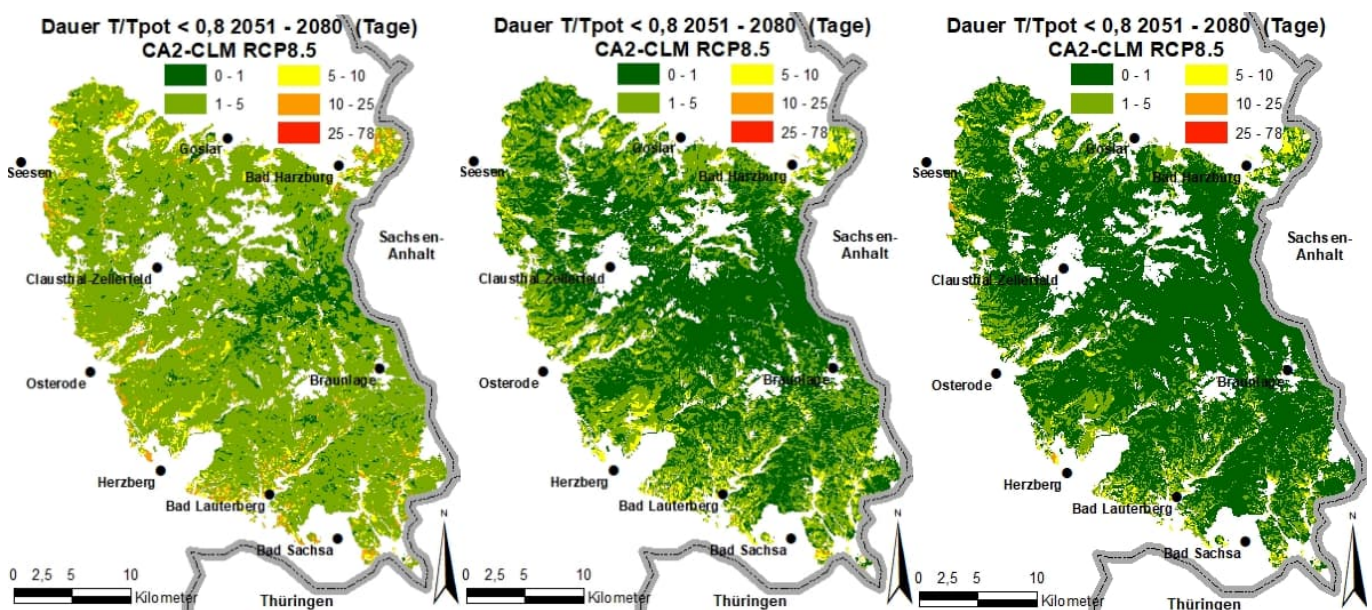 Dauer T/Tpot < 0,8 2051 - 2080 (Tage)
CA2-CLM RCP8.5
0 - 1
5 - 10
1 - 5
10 - 25
25 - 78
Goslar
Seesen
Bad Harzburg
Sachsen-
Anhalt
Clausthal-Zellerfeld
Osterode
Braunlage
Herzberg
Bad Lauterberg
Bad Sachsa
N
0 2,5 5 10
Kilometer
Thüringen
Dauer T/Tpot < 0,8 2051 - 2080 (Tage)
CA2-CLM RCP8.5
0 - 1
5 - 10
1 - 5
10 - 25
25 - 78
Goslar
Seesen
Bad Harzburg
Sachsen-
Anhalt
Clausthal-Zellerfeld
Osterode
Braunlage
Herzberg
Bad Lauterberg
Bad Sachsa
N
0 2,5 5 10
Kilometer
Thüringen
Dauer T/Tpot < 0,8 2051 - 2080 (Tage)
CA2-CLM RCP8.5
0 - 1
5 - 10
1 - 5
10 - 25
25 - 78
Goslar
Seesen
Bad Harzburg
Sachsen-
Anhalt
Clausthal-Zellerfeld
Osterode
Braunlage
Herzberg
Bad Lauterberg
Bad Sachsa
N
0 2,5 5 10
Kilometer
Thüringen